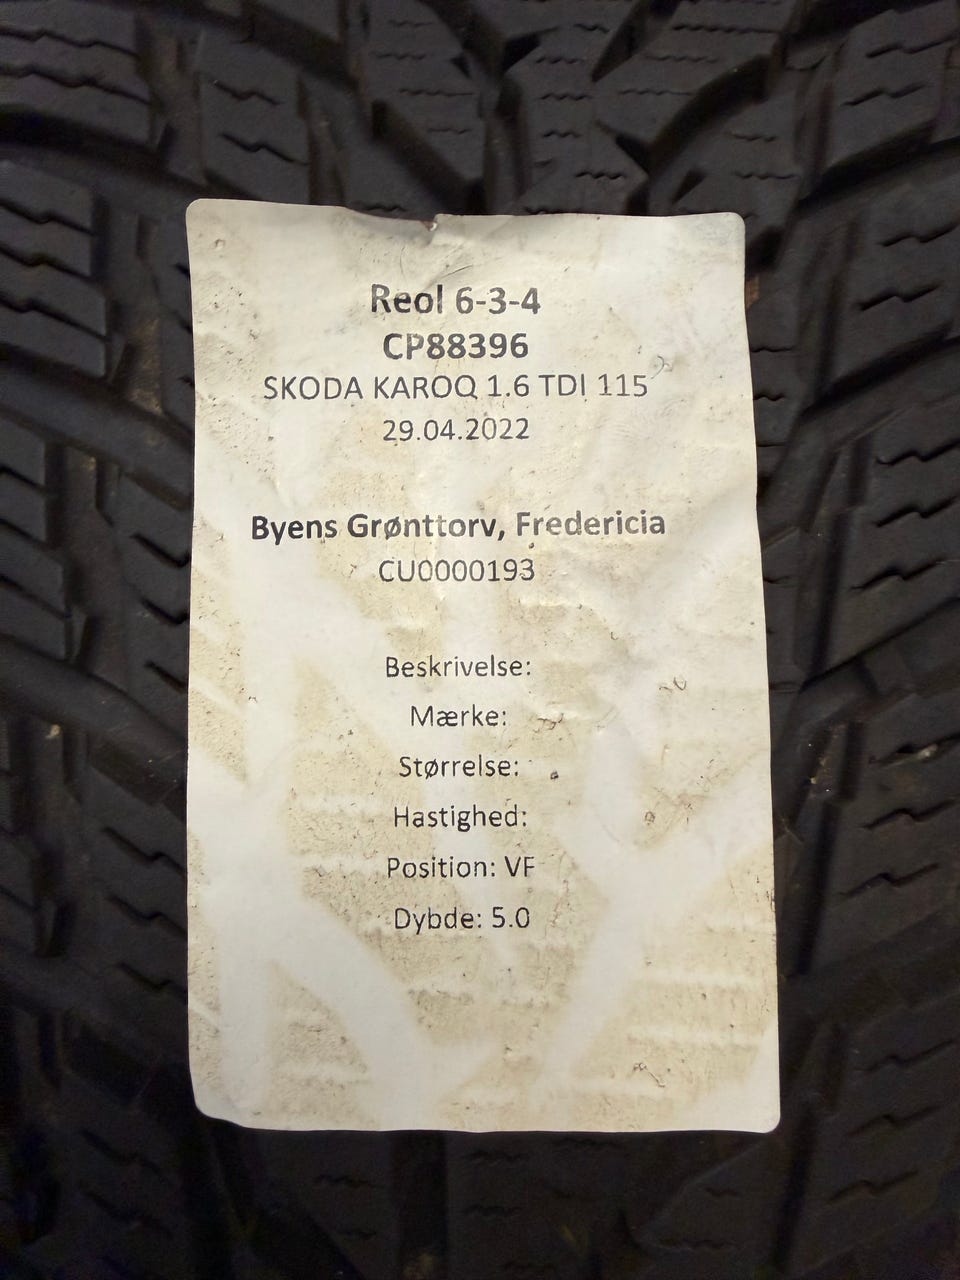 Reol 6-3-4
CP88396
SKODA KAROQ 1.6 TDI 115
29.04.2022
Byens Grønttorv, Fredericia
CU0000193
Beskrivelse:
Mærke:
Størrelse:
Hastighed:
Position: VF
Dybde: 5.0